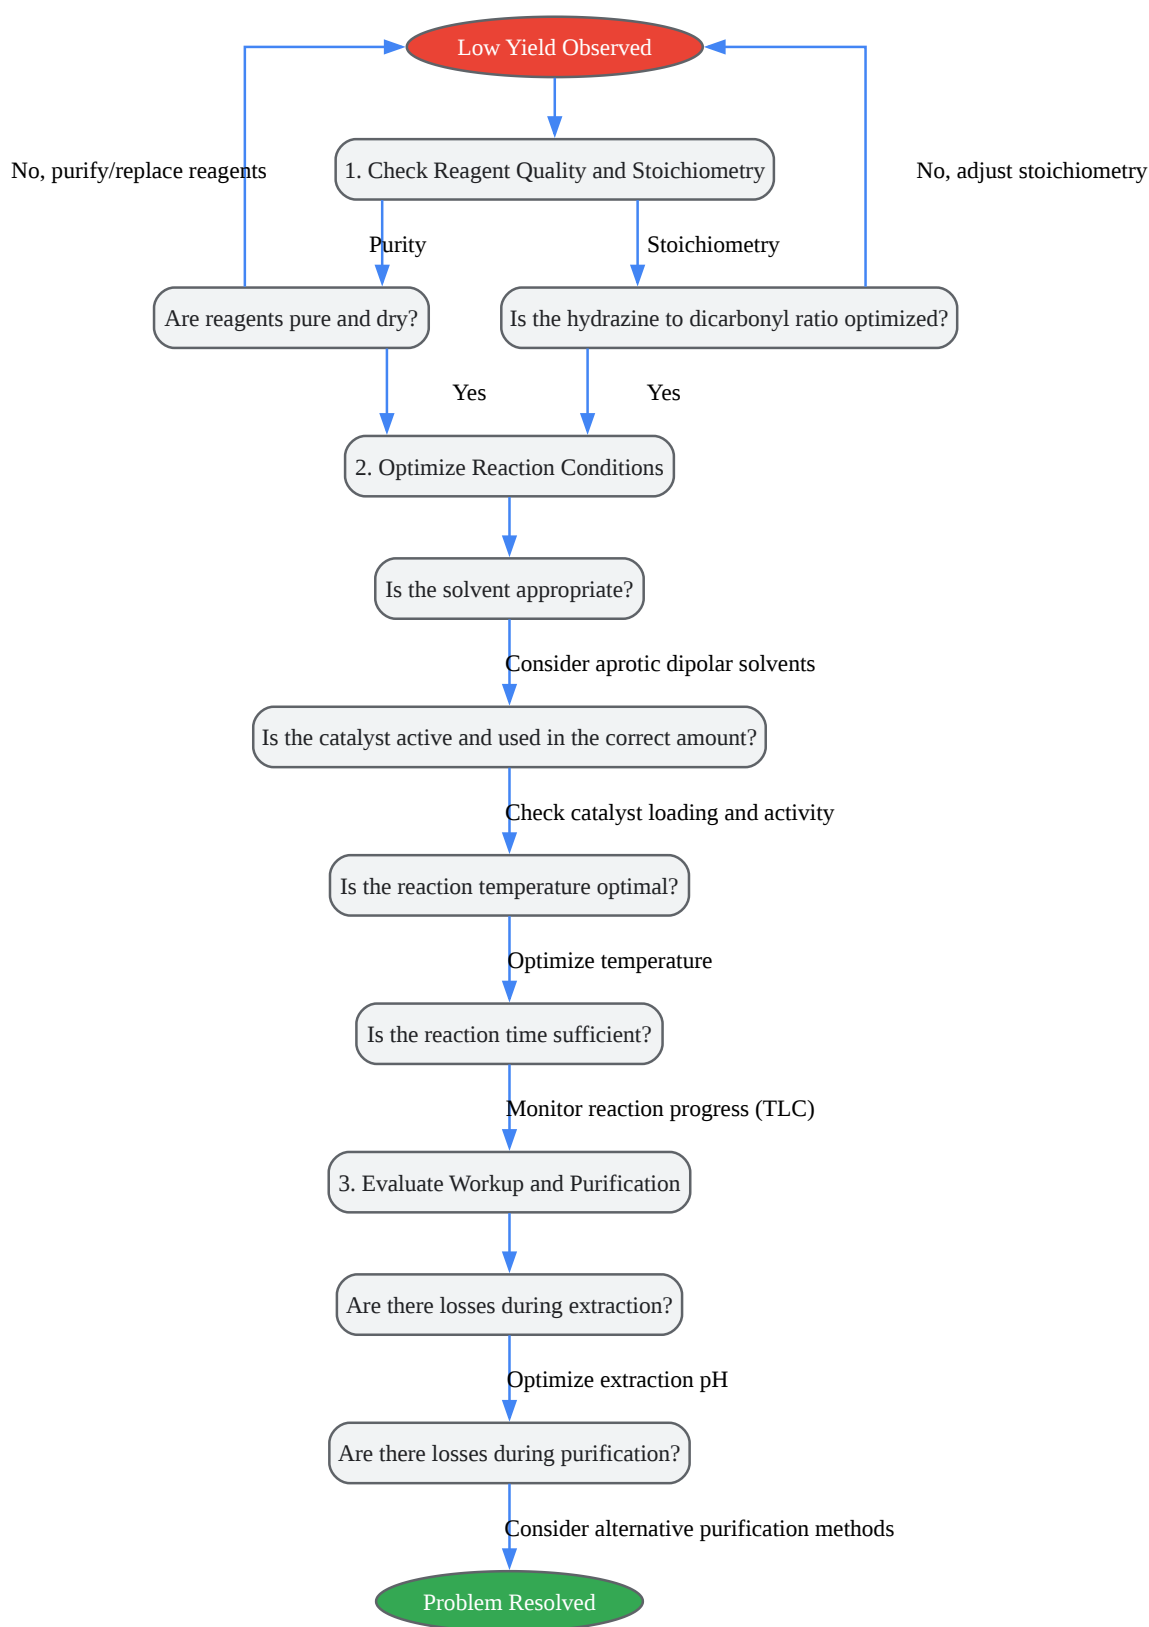 Low Yield Observed
No, purify/replace reagents
1. Check Reagent Quality and Stoichiometry
No, adjust stoichiometry
Purity
Stoichiometry
Are reagents pure and dry?
Is the hydrazine to dicarbonyl ratio optimized?
Yes
Yes
2. Optimize Reaction Conditions
Is the solvent appropriate?
Consider aprotic dipolar solvents
Is the catalyst active and used in the correct amount?
Check catalyst loading and activity
Is the reaction temperature optimal?
Optimize temperature
Is the reaction time sufficient?
Monitor reaction progress (TLC)
3. Evaluate Workup and Purification
Are there losses during extraction?
Optimize extraction pH
Are there losses during purification?
Consider alternative purification methods
Problem Resolved